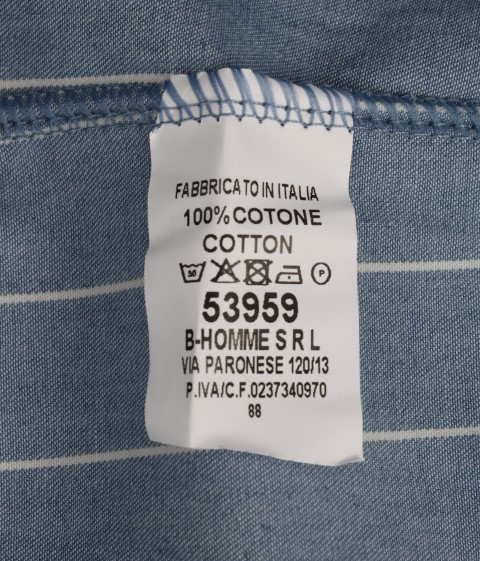 FABBRICATO IN ITALIA
100%COTONE
COTTON
P
53959
B-HOMME S R L
VIA PARONESE 120/13
P.IVA/C.F.0237340970
88